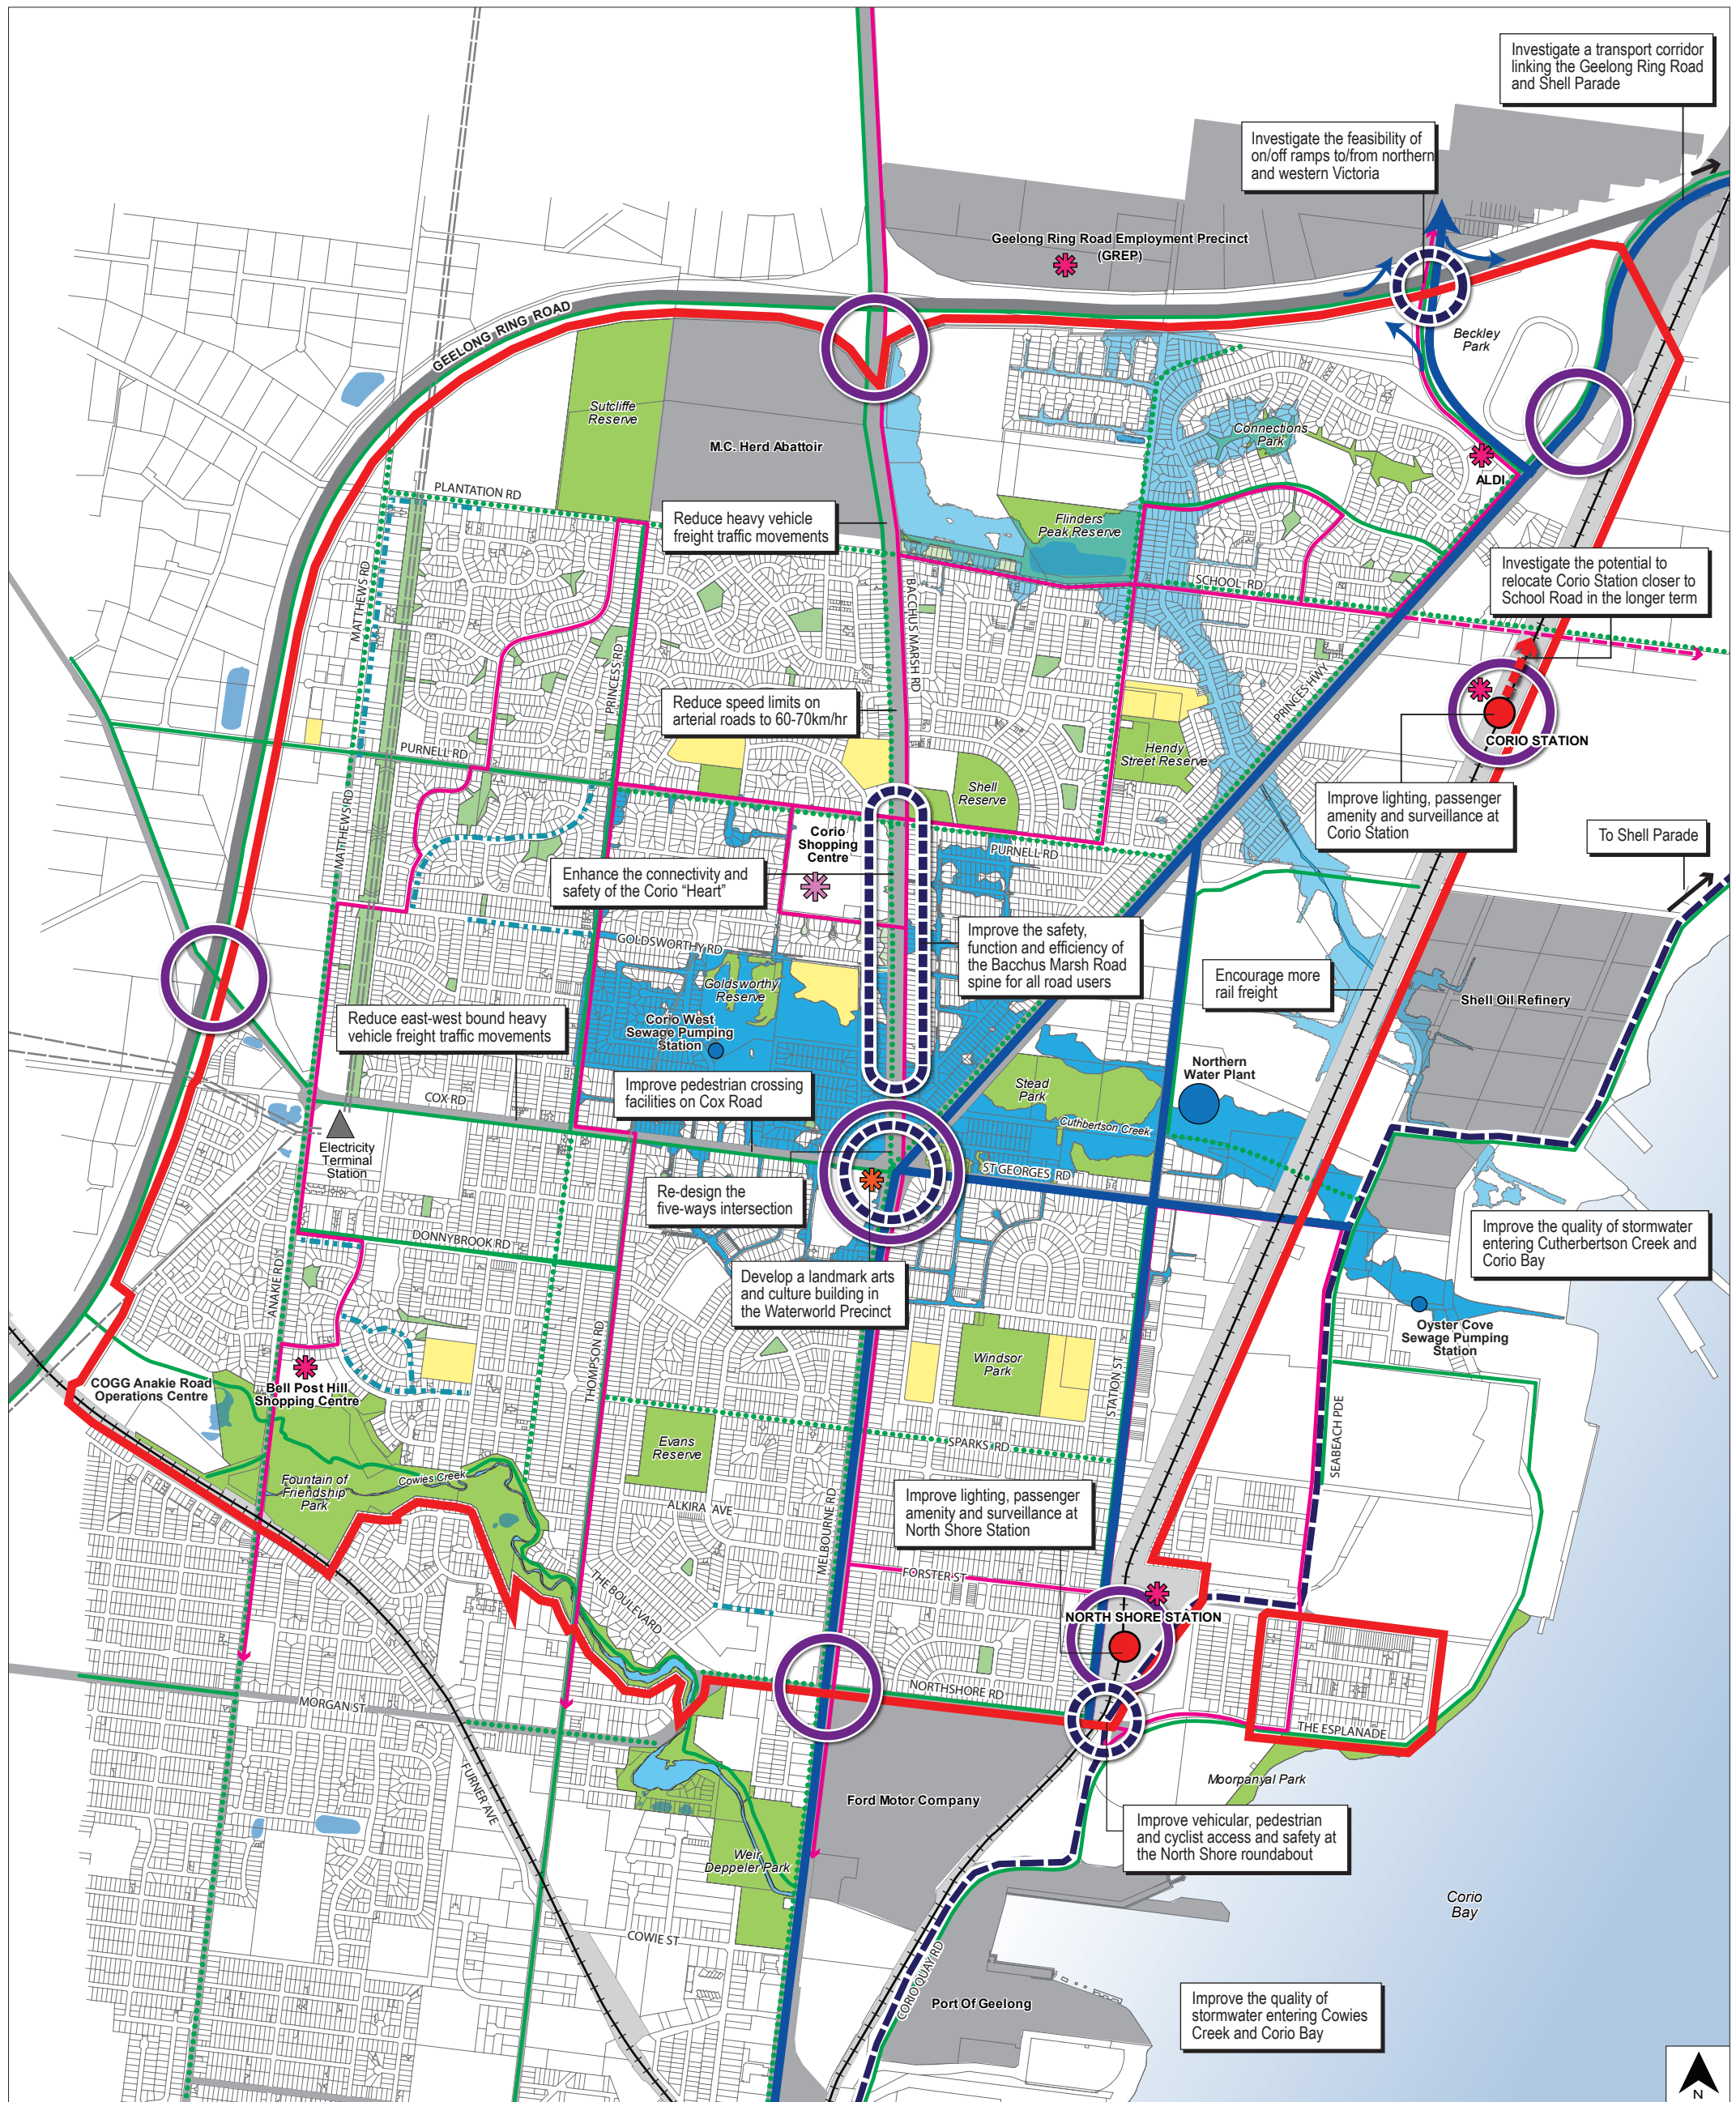 Investigate a transport corridor
linking the Geelong Ring Road
and Shell Parade
Investigate the feasibility of
on/off ramps to/from northern
and western Victoria
Geelong Ring Road Employment Precinct
(GREP)
GEELONG RING ROAD
Beckley
Park
Sutcliffe
Reserve
M.C. Herd Abattoir
Connections
Park
ALDI
PLANTATION RD
Reduce heavy vehicle
freight traffic movements
Flinders
Peak Reserve
Investigate the potential to
relocate Corio Station closer to
School Road in the longer term
SCHOOL RD
MATTHEWS RD
BACCHUS MARSH RD
PRINCESS RD
PRINCES HWY
Reduce speed limits on
arterial roads to 60-70km/hr
CORIO STATION
PURNELL RD
Hendy
Street Reserve
Shell
Reserve
Improve lighting, passenger
amenity and surveillance at
Corio Station
MATTHEWS RD
Corio
Shopping
Centre
PURNELL RD
To Shell Parade
Enhance the connectivity and
safety of the Corio “Heart”
GOLDSWORTHY RD
Improve the safety,
function and efficiency of
the Bacchus Marsh Road
spine for all road users
Goldsworthy
Reserve
Encourage more
rail freight
Shell Oil Refinery
Reduce east-west bound heavy
vehicle freight traffic movements
Corio West
Sewage Pumping
Station
Northern
Water Plant
Stead
Park
Improve pedestrian crossing
facilities on Cox Road
COX RD
Cuthbertson Creek
Electricity
Terminal
Station
ST GEORGES RD
Re-design the
five-ways intersection
DONNYBROOK RD
Improve the quality of stormwater
entering Cutherbertson Creek and
Corio Bay
Develop a landmark arts
and culture building in
the Waterworld Precinct
ANAKIE RD
Oyster Cove
Sewage Pumping
Station
THOMPSON RD
Windsor
Park
STATION ST
COGG Anakie Road
Operations Centre
Bell Post Hill
Shopping Centre
SEABEACH PDE
Evans
Reserve
SPARKS RD
Cowies Creek
Fountain of
Friendship
Park
ALKIRA AVE
MELBOURNE RD
Improve lighting, passenger
amenity and surveillance at
North Shore Station
FORSTER ST
THE BOULEVARD
NORTH SHORE STATION
NORTHSHORE RD
MORGAN ST
THE ESPLANADE
FURNER AVE
Moorpanyal Park
Ford Motor Company
Improve vehicular, pedestrian
and cyclist access and safety at
the North Shore roundabout
Weir
Deppeler Park
Corio
Bay
COWIE ST
CORIO QUAY RD
Port Of Geelong
Improve the quality of
stormwater entering Cowies
Creek and Corio Bay
N